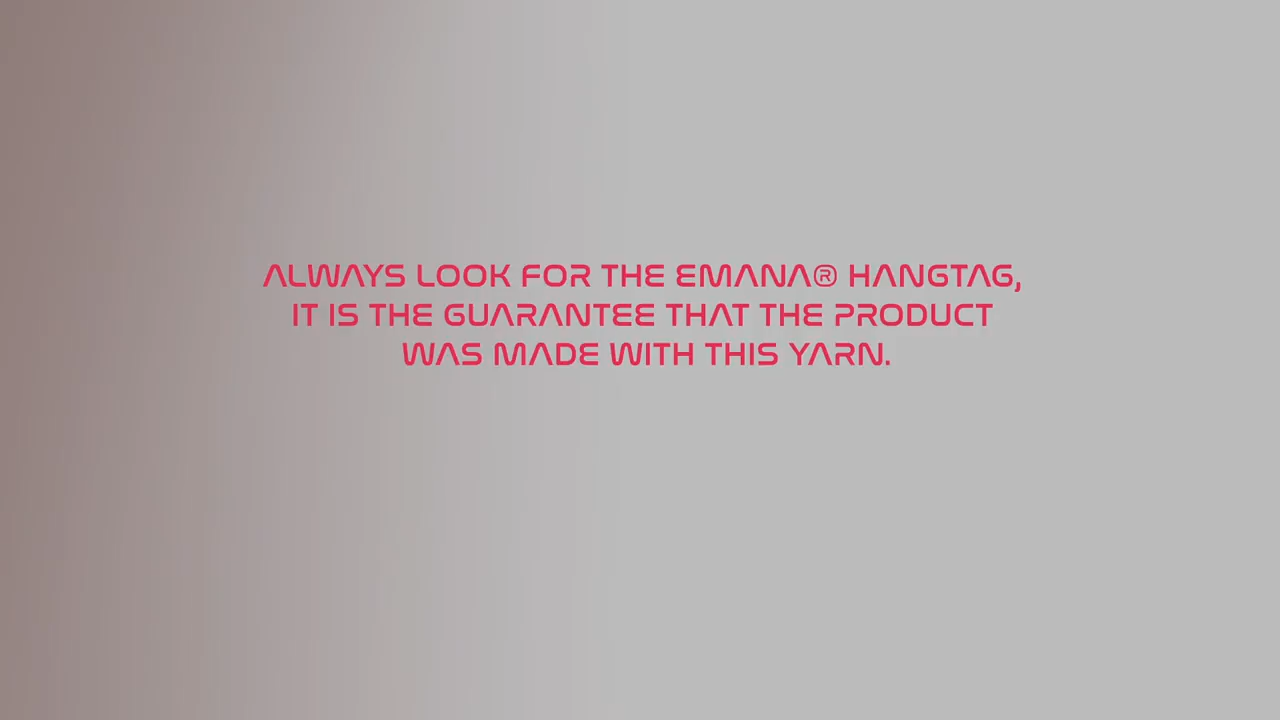 ALWAYS LOOK FOR THE EMANA® HANGTAG,
IT IS THE GUARANTEE THAT THE PRODUCT
WAS MADE WITH THIS YARN.